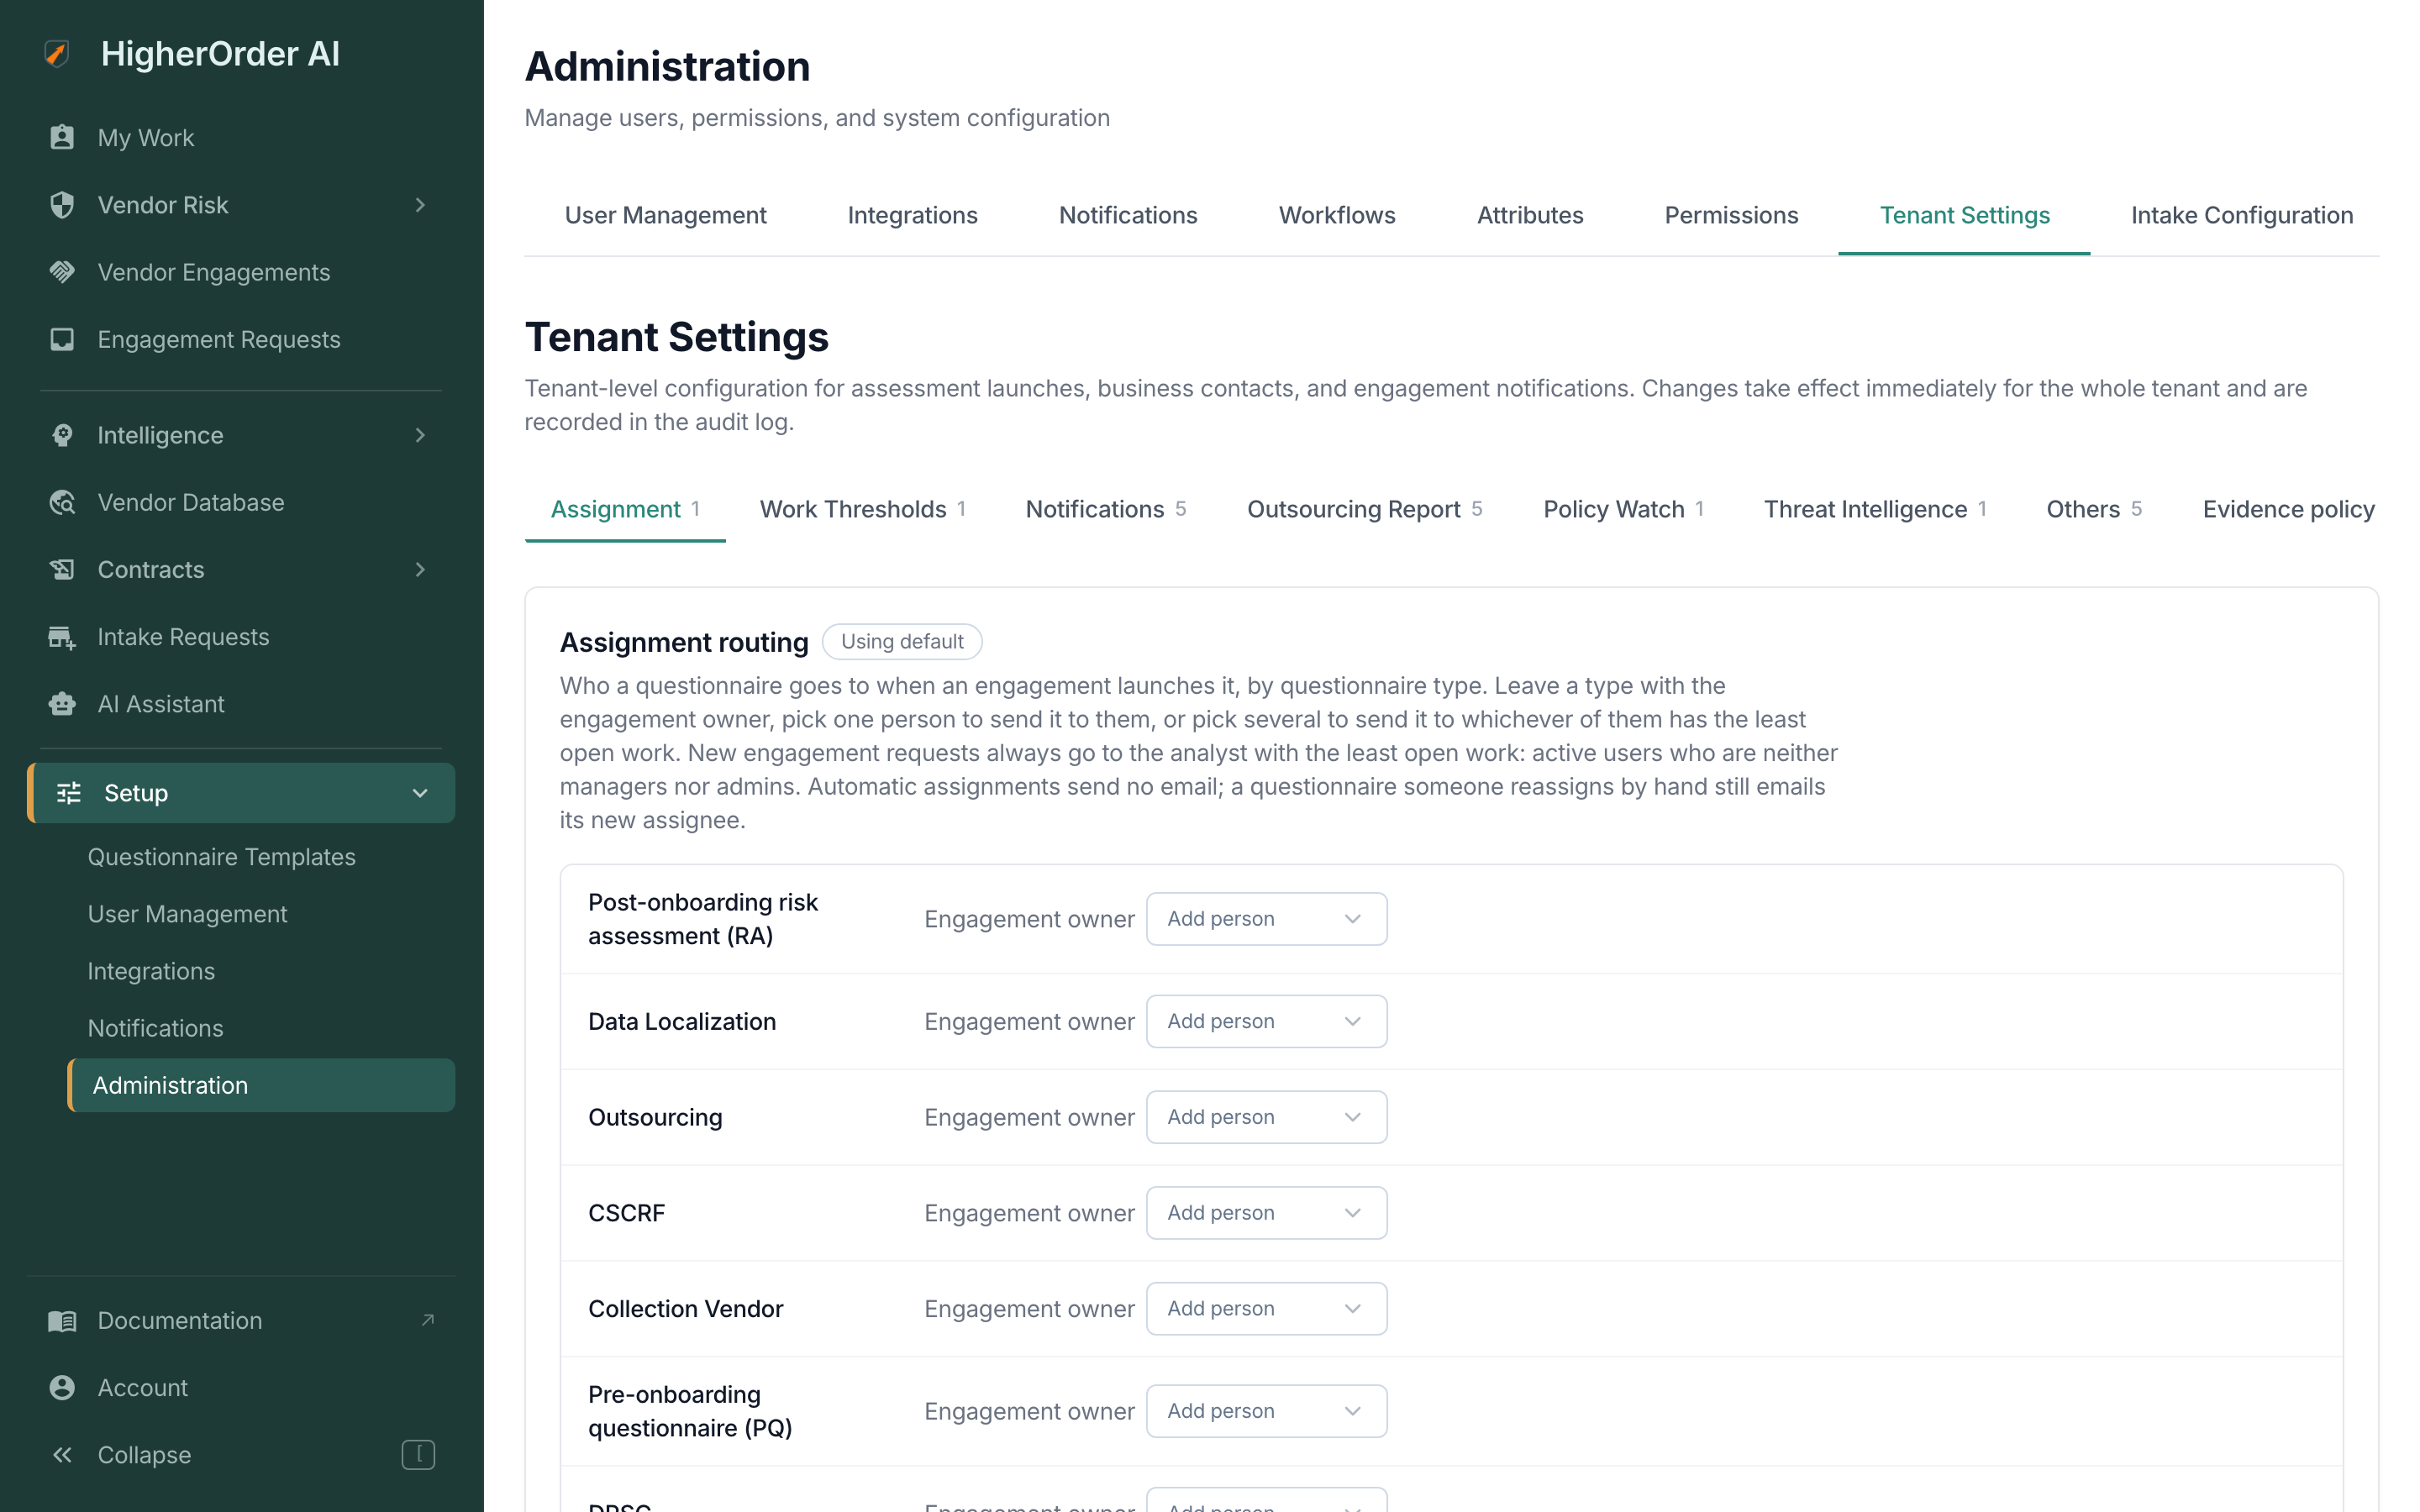 HigherOrder AI
My Work
Vendor Risk
Vendor Engagements
Engagement Requests
Intelligence
Vendor Database
Contracts
Intake Requests
AI Assistant
Setup
Questionnaire Templates
User Management
Integrations
Notifications
Administration
Documentation
Account
Collapse
[
Administration
Manage users, permissions, and system configuration
User Management Integrations Notifications Workflows Attributes Permissions Tenant Settings Intake Configuration
Tenant Settings
Tenant-level configuration for assessment launches, business contacts, and engagement notifications. Changes take effect immediately for the whole tenant and are
recorded in the audit log.
Assignment 1 Work Thresholds 1 Notifications 5 Outsourcing Report 5 Policy Watch 1 Threat Intelligence 1 Others 5 Evidence policy
Assignment routing Using default
Who a questionnaire goes to when an engagement launches it, by questionnaire type. Leave a type with the
engagement owner, pick one person to send it to them, or pick several to send it to whichever of them has the least
open work. New engagement requests always go to the analyst with the least open work: active users who are neither
managers nor admins. Automatic assignments send no email; a questionnaire someone reassigns by hand still emails
its new assignee.
Post-onboarding risk
assessment (RA)
Engagement owner Add person
Data Localization Engagement owner Add person
Outsourcing Engagement owner Add person
CSCRF Engagement owner Add person
Collection Vendor Engagement owner Add person
Pre-onboarding
questionnaire (PQ)
Engagement owner Add person
Engagement owner Add person